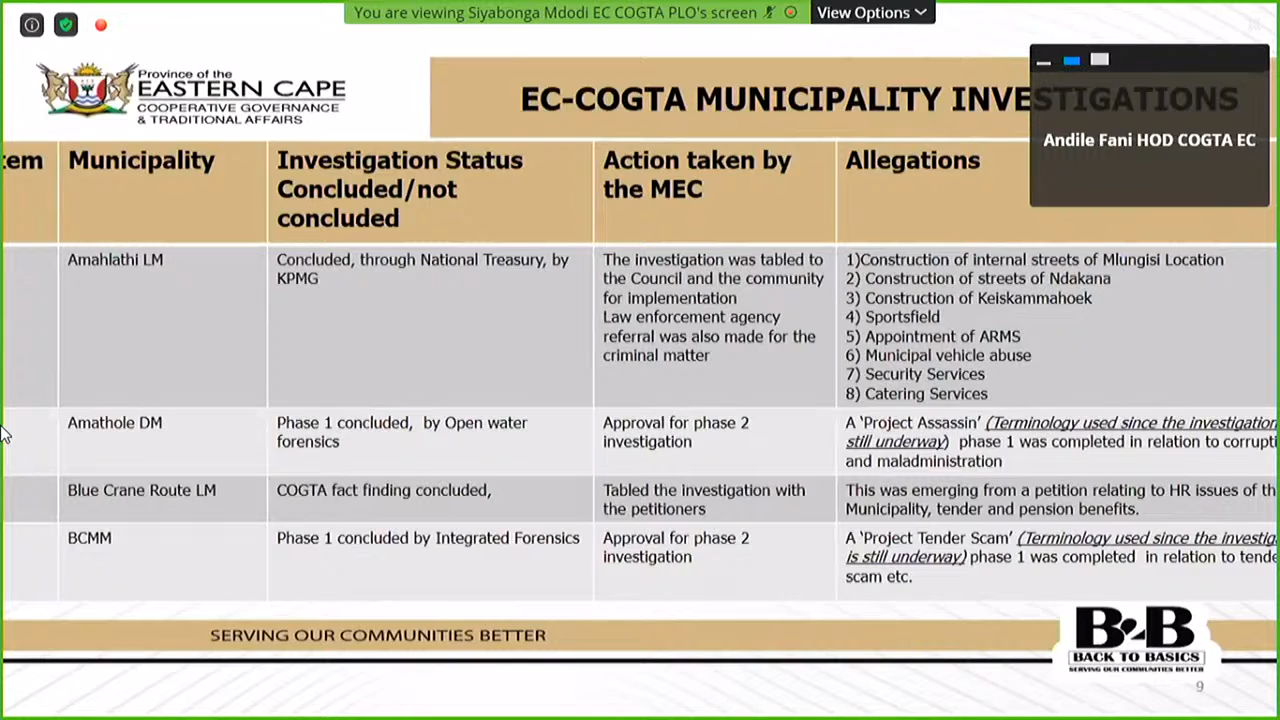 You are viewing Siyabonga Mdodi EC COGTA PLO's screen
View Options
Province of the
EASTERN CAPE
COOPERATIVE GOVERNANCE
& TRADITIONAL AFFAIRS
EC-COGTA MUNICIPALITY INVESTIGATIONS
Andile Fani HOD COGTA EC
tem
Municipality
Investigation Status
Concluded/not
concluded
Action taken by
the MEC
Allegations
Amahlathi LM
Concluded, through National Treasury, by
KPMG
The investigation was tabled to
the Council and the community
for implementation
Law enforcement agency
referral was also made for the
criminal matter
1)Construction of internal streets of Mlungisi Location
2) Construction of streets of Ndakana
3) Construction of Keiskammahoek
4) Sportsfield
5) Appointment of ARMS
6) Municipal vehicle abuse
7) Security Services
8) Catering Services
Amathole DM
Phase 1 concluded, by Open water
forensics
Approval for phase 2
investigation
A ‘Project Assassin’ (Terminology used since the investigation
still underway) phase 1 was completed in relation to corrupti
and maladministration
Blue Crane Route LM
COGTA fact finding concluded,
Tabled the investigation with
the petitioners
This was emerging from a petition relating to HR issues of th
Municipality, tender and pension benefits.
BCMM
Phase 1 concluded by Integrated Forensics
Approval for phase 2
investigation
A ‘Project Tender Scam’ (Terminology used since the investig
is still underway) phase 1 was completed in relation to tende
scam etc.
SERVING OUR COMMUNITIES BETTER
B2B
BACK TO BASICS
SERVING OUR COMMUNITIES BETTER
9